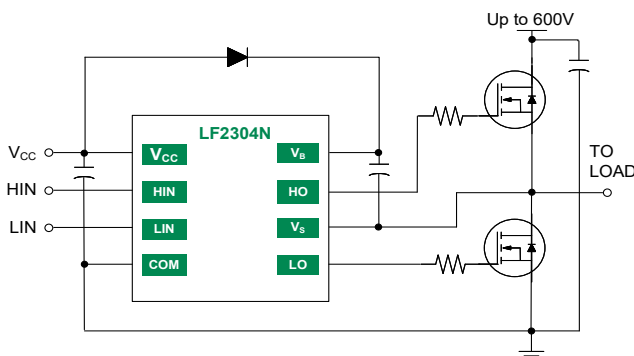 Up to 600V
LF2304N
VCC
VCC
VB
TO
LOAD
HIN
HIN
HO
LIN
LIN
VS
COM
LO